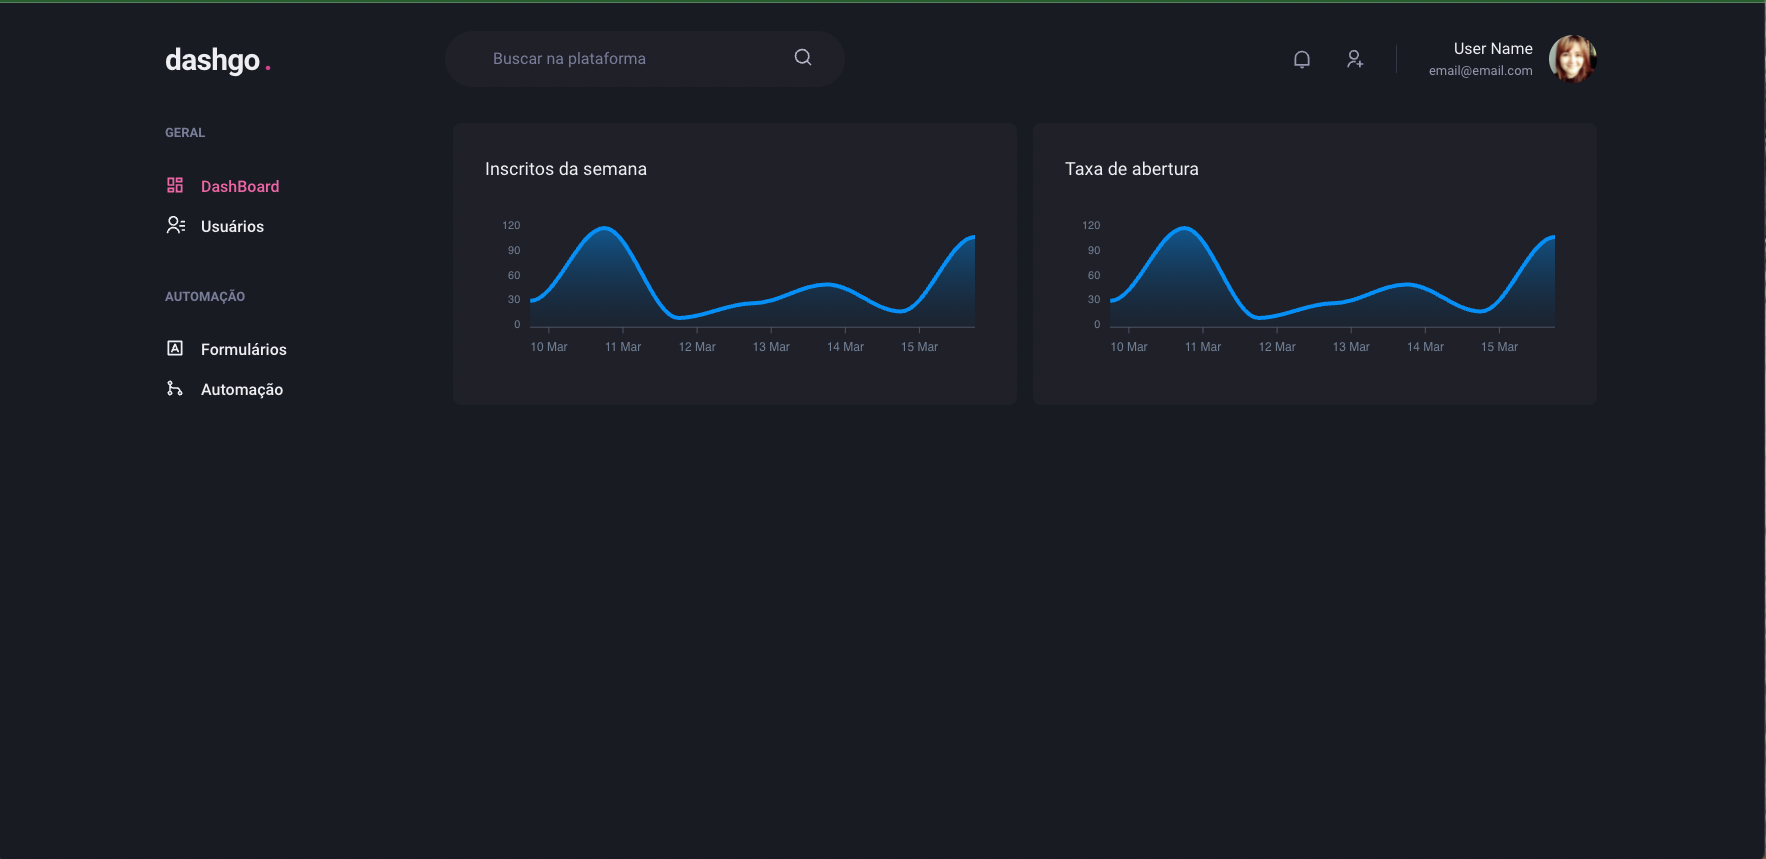 dashgo .
Buscar na plataforma
User Name
email@email.com
GERAL
DashBoard
Usuários
AUTOMAÇÃO
Formulários
Automação
Inscritos da semana
120
90
60
30
0
10 Mar 11 Mar 12 Mar 13 Mar 14 Mar 15 Mar
Taxa de abertura
120
90
60
30
0
10 Mar 11 Mar 12 Mar 13 Mar 14 Mar 15 Mar